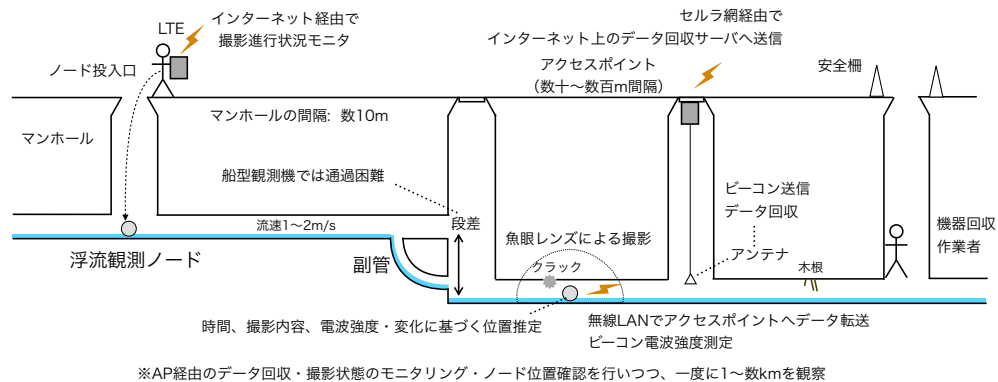 LTE
インターネット経由で
撮影進行状況モニタ
セルラ網経由で
インターネット上のデータ回収サーバへ送信
ノード投入口
アクセスポイント
（数十〜数百m間隔）
安全柵
マンホール
マンホールの間隔: 数10m
船型観測機では通過困難
段差
流速1〜2m/s
浮流観測ノード
副管
魚眼レンズによる撮影
クラック
ビーコン送信
データ回収
アンテナ
木根
機器回収
作業者
時間、撮影内容、電波強度・変化に基づく位置推定
無線LANでアクセスポイントへデータ転送
ビーコン電波強度測定
※AP経由のデータ回収・撮影状態のモニタリング・ノード位置確認を行いつつ、一度に1〜数kmを観察